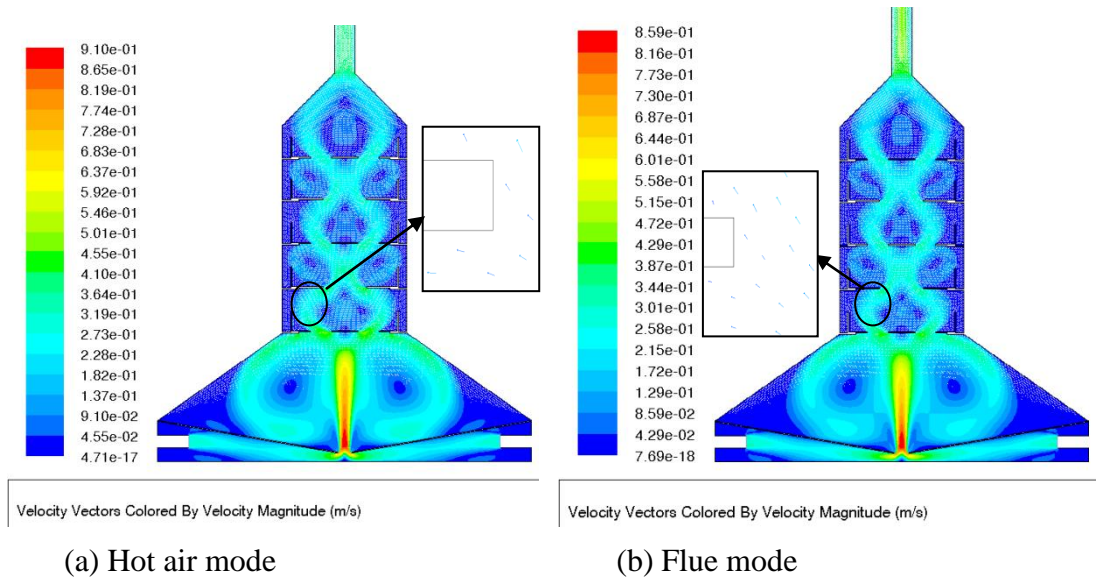 9.10e-01
8.65e-01
8.19e-01
7.74e-01
7.28e-01
6.83e-01
6.37e-01
5.92e-01
5.46e-01
5.01e-01
4.55e-01
4.10e-01
3.64e-01
3.19e-01
2.73e-01
2.28e-01
1.82e-01
1.37e-01
9.10e-02
4.55e-02
4.71e-17
Velocity Vectors Colored By Velocity Magnitude (m/s)
(a) Hot air mode
8.59e-01
8.16e-01
7.73e-01
7.30e-01
6.87e-01
6.44e-01
6.01e-01
5.58e-01
5.15e-01
4.72e-01
4.29e-01
3.87e-01
3.44e-01
3.01e-01
2.58e-01
2.15e-01
1.72e-01
1.29e-01
8.59e-02
4.29e-02
7.69e-18
Velocity Vectors Colored By Velocity Magnitude (m/s)
(b) Flue mode